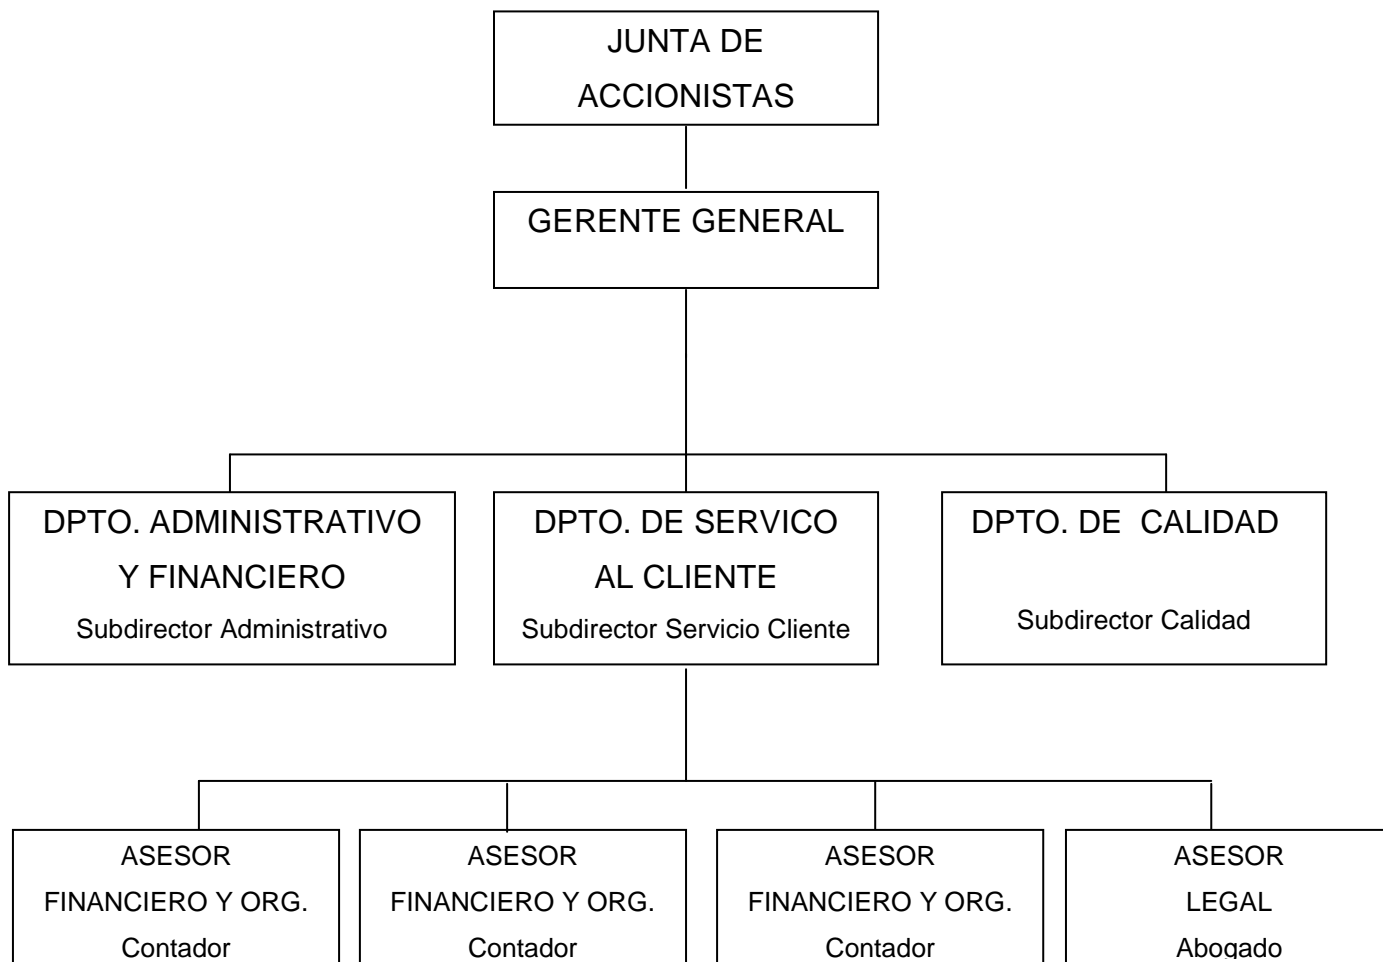 JUNTA DE
ACCIONISTAS
GERENTE GENERAL
DPTO. ADMINISTRATIVO
Y FINANCIERO
Subdirector Administrativo
DPTO. DE SERVICO
AL CLIENTE
Subdirector Servicio Cliente
DPTO. DE CALIDAD
Subdirector Calidad
ASESOR
FINANCIERO Y ORG.
Contador
ASESOR
FINANCIERO Y ORG.
Contador
ASESOR
FINANCIERO Y ORG.
Contador
ASESOR
LEGAL
Abogado